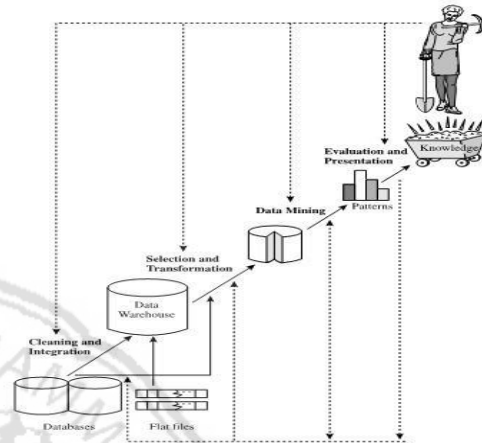 Evaluation and
Presentation
Knowledge
Patterns
Data Mining
Selection and
Transformation
Data
Warehouse
Cleaning and
Integration
Databases
Flat files